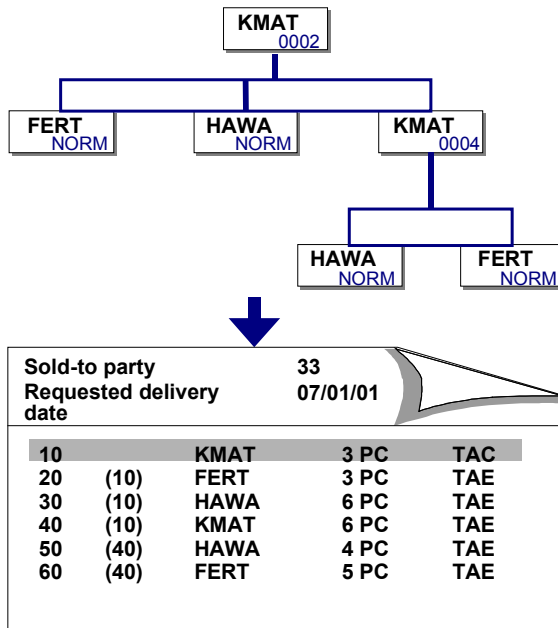 KMAT
0002
FERT
NORM
HAWA
NORM
KMAT
0004
HAWA
NORM
FERT
NORM
Sold-to party 33
Requested delivery 07/01/01
date
10 KMAT 3 PC TAC
20 (10) FERT 3 PC TAE
30 (10) HAWA 6 PC TAE
40 (10) KMAT 6 PC TAE
50 (40) HAWA 4 PC TAE
60 (40) FERT 5 PC TAE